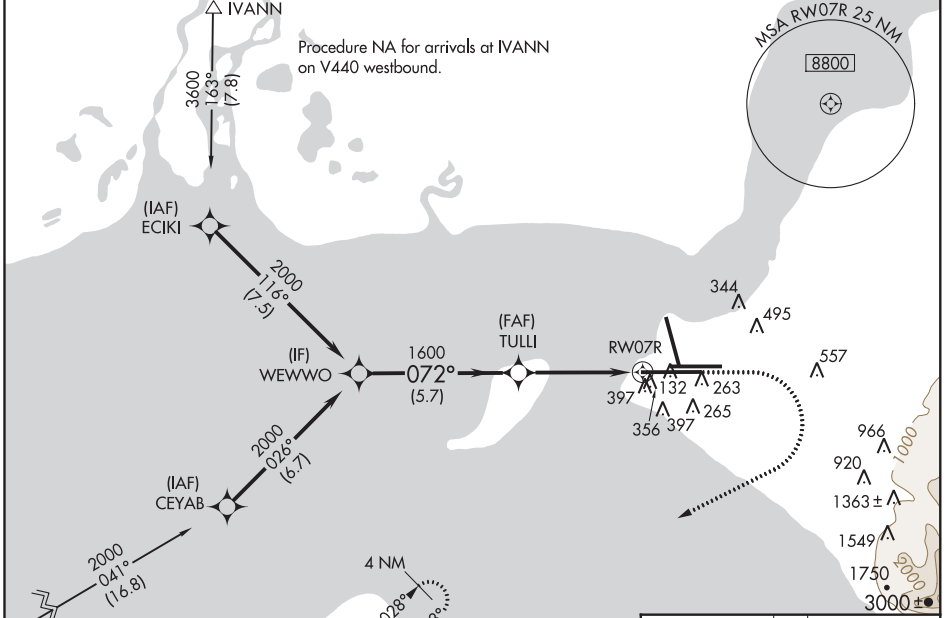 IVANN
Procedure NA for arrivals at IVANN
on V440 westbound.
MSA RW07R 25 NM
8800
3600
163°
(7.8)
(IAF)
ECIKI
2000
116°
(7.5)
(IF)
WEWWO
1600
072°
(5.7)
(FAF)
TULLI
RW07R
344
495
557
132
263
397
356
397
265
966
1000
920
1363 ±
1549
2000
1750
3000 ±
2000
026°
(6.7)
(IAF)
CEYAB
2000
041°
(16.8)
4 NM
028°